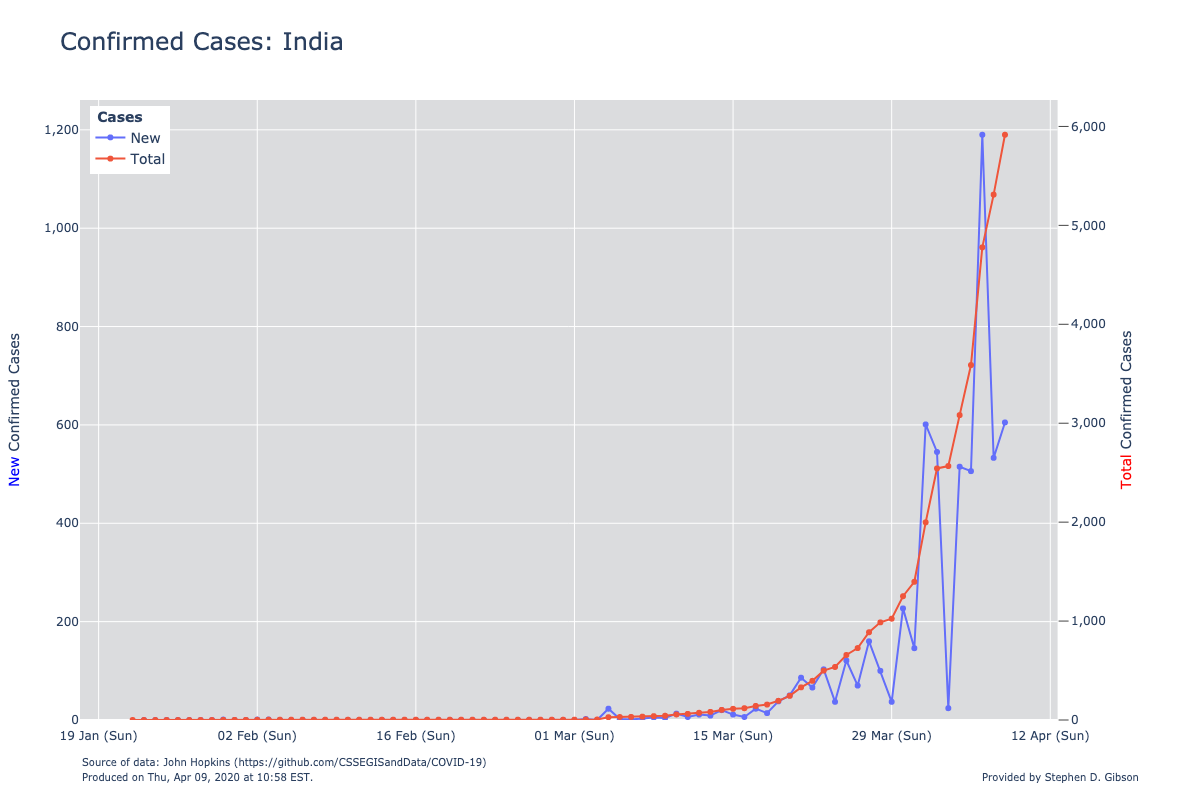 Confirmed Cases: India
Cases
New
Total
1,200
1,000
800
600
400
200
0
6,000
5,000
4,000
3,000
2,000
1,000
0
New Confirmed Cases
Total Confirmed Cases
19 Jan (Sun) 02 Feb (Sun) 16 Feb (Sun) 01 Mar (Sun) 15 Mar (Sun) 29 Mar (Sun) 12 Apr (Sun)
Source of data: John Hopkins (https://github.com/CSSEGISandData/COVID-19)
Produced on Thu, Apr 09, 2020 at 10:58 EST.
Provided by Stephen D. Gibson